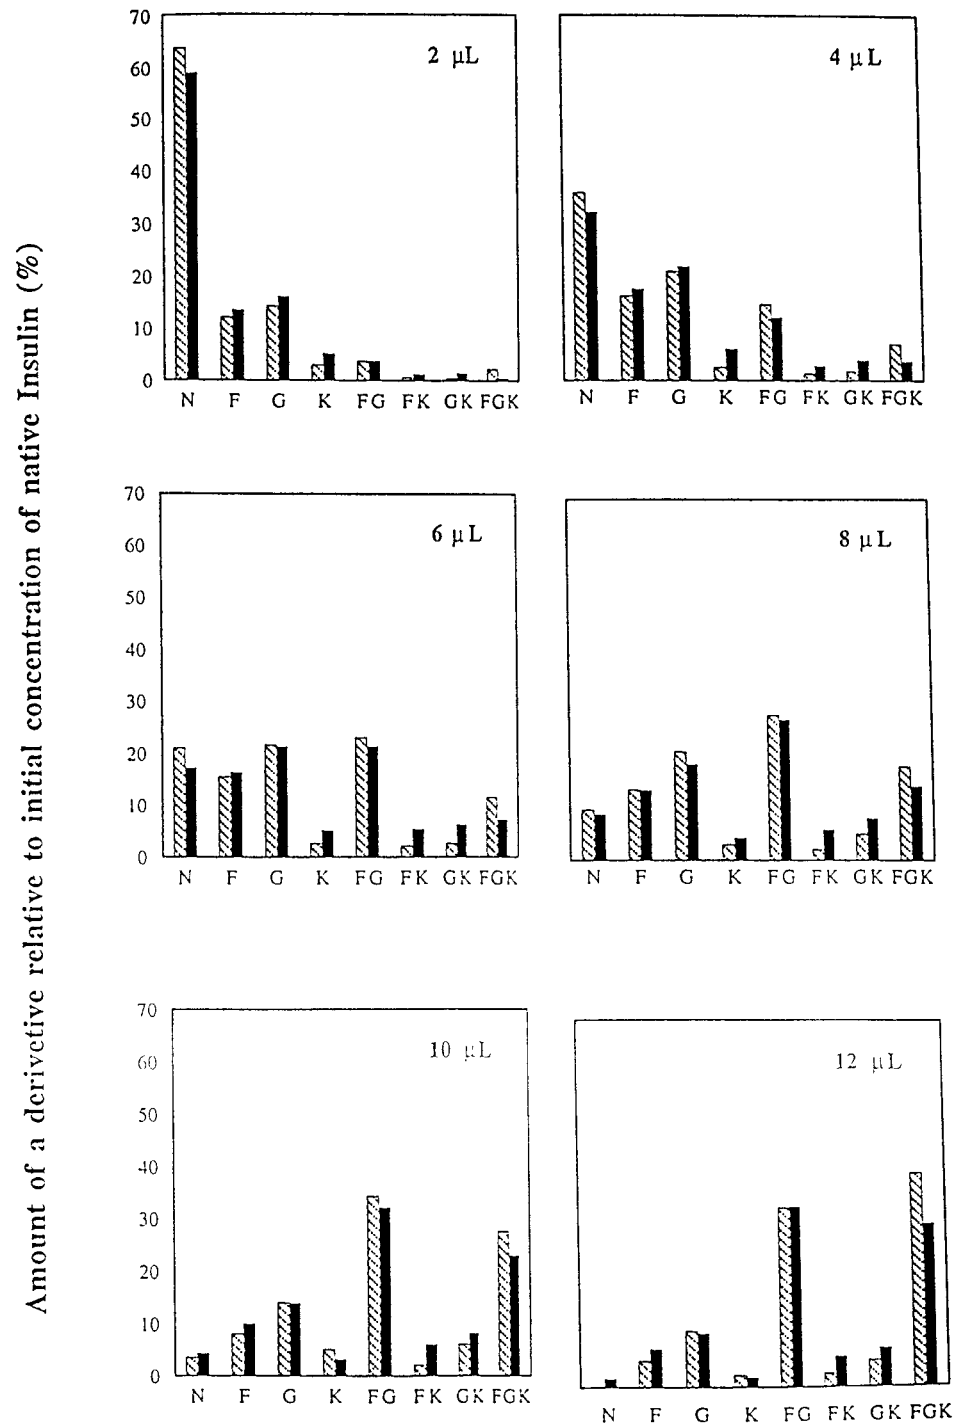 Amount of a derivctive relative to initial concentration of native Insulin (%)
70
60
50
40
30
20
10
0
2 μL
N F G K FG FK GK FGK
4 μL
N F G K FG FK GK FGK
70
60
50
40
30
20
10
0
6 μL
N F G K FG FK GK FGK
8 μL
N F G K FG FK GK FGK
70
60
50
40
30
20
10
0
10 μL
N F G K FG FK GK FGK
12 μL
N F G K FG FK GK FGK